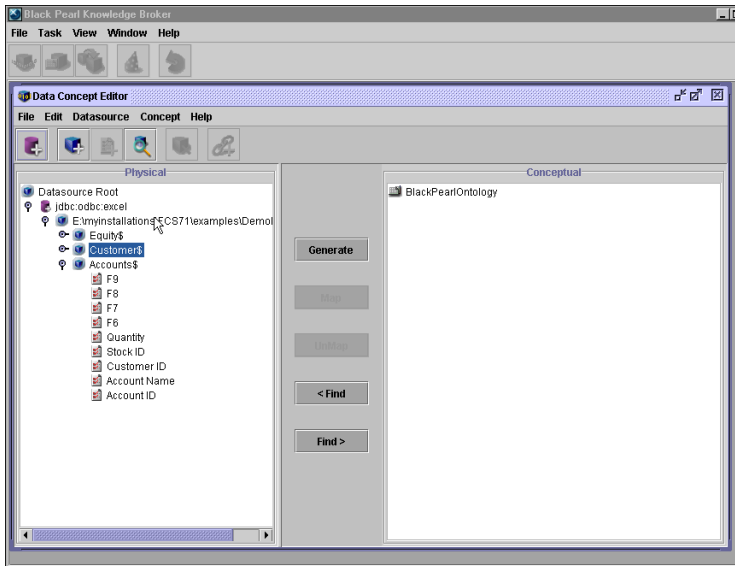 Black Pearl Knowledge Broker
File Task View Window Help
Data Concept Editor
File Edit Datasource Concept Help
Physical
Datasource Root
jdbc:odbc:excel
E:\myinstallations\ECS71\examples\Demol
Equity$
Customer$
Accounts$
F9
F8
F7
F6
Quantity
Stock ID
Customer ID
Account Name
Account ID
Generate
Map
UnMap
< Find
Find >
Conceptual
BlackPearlOntology